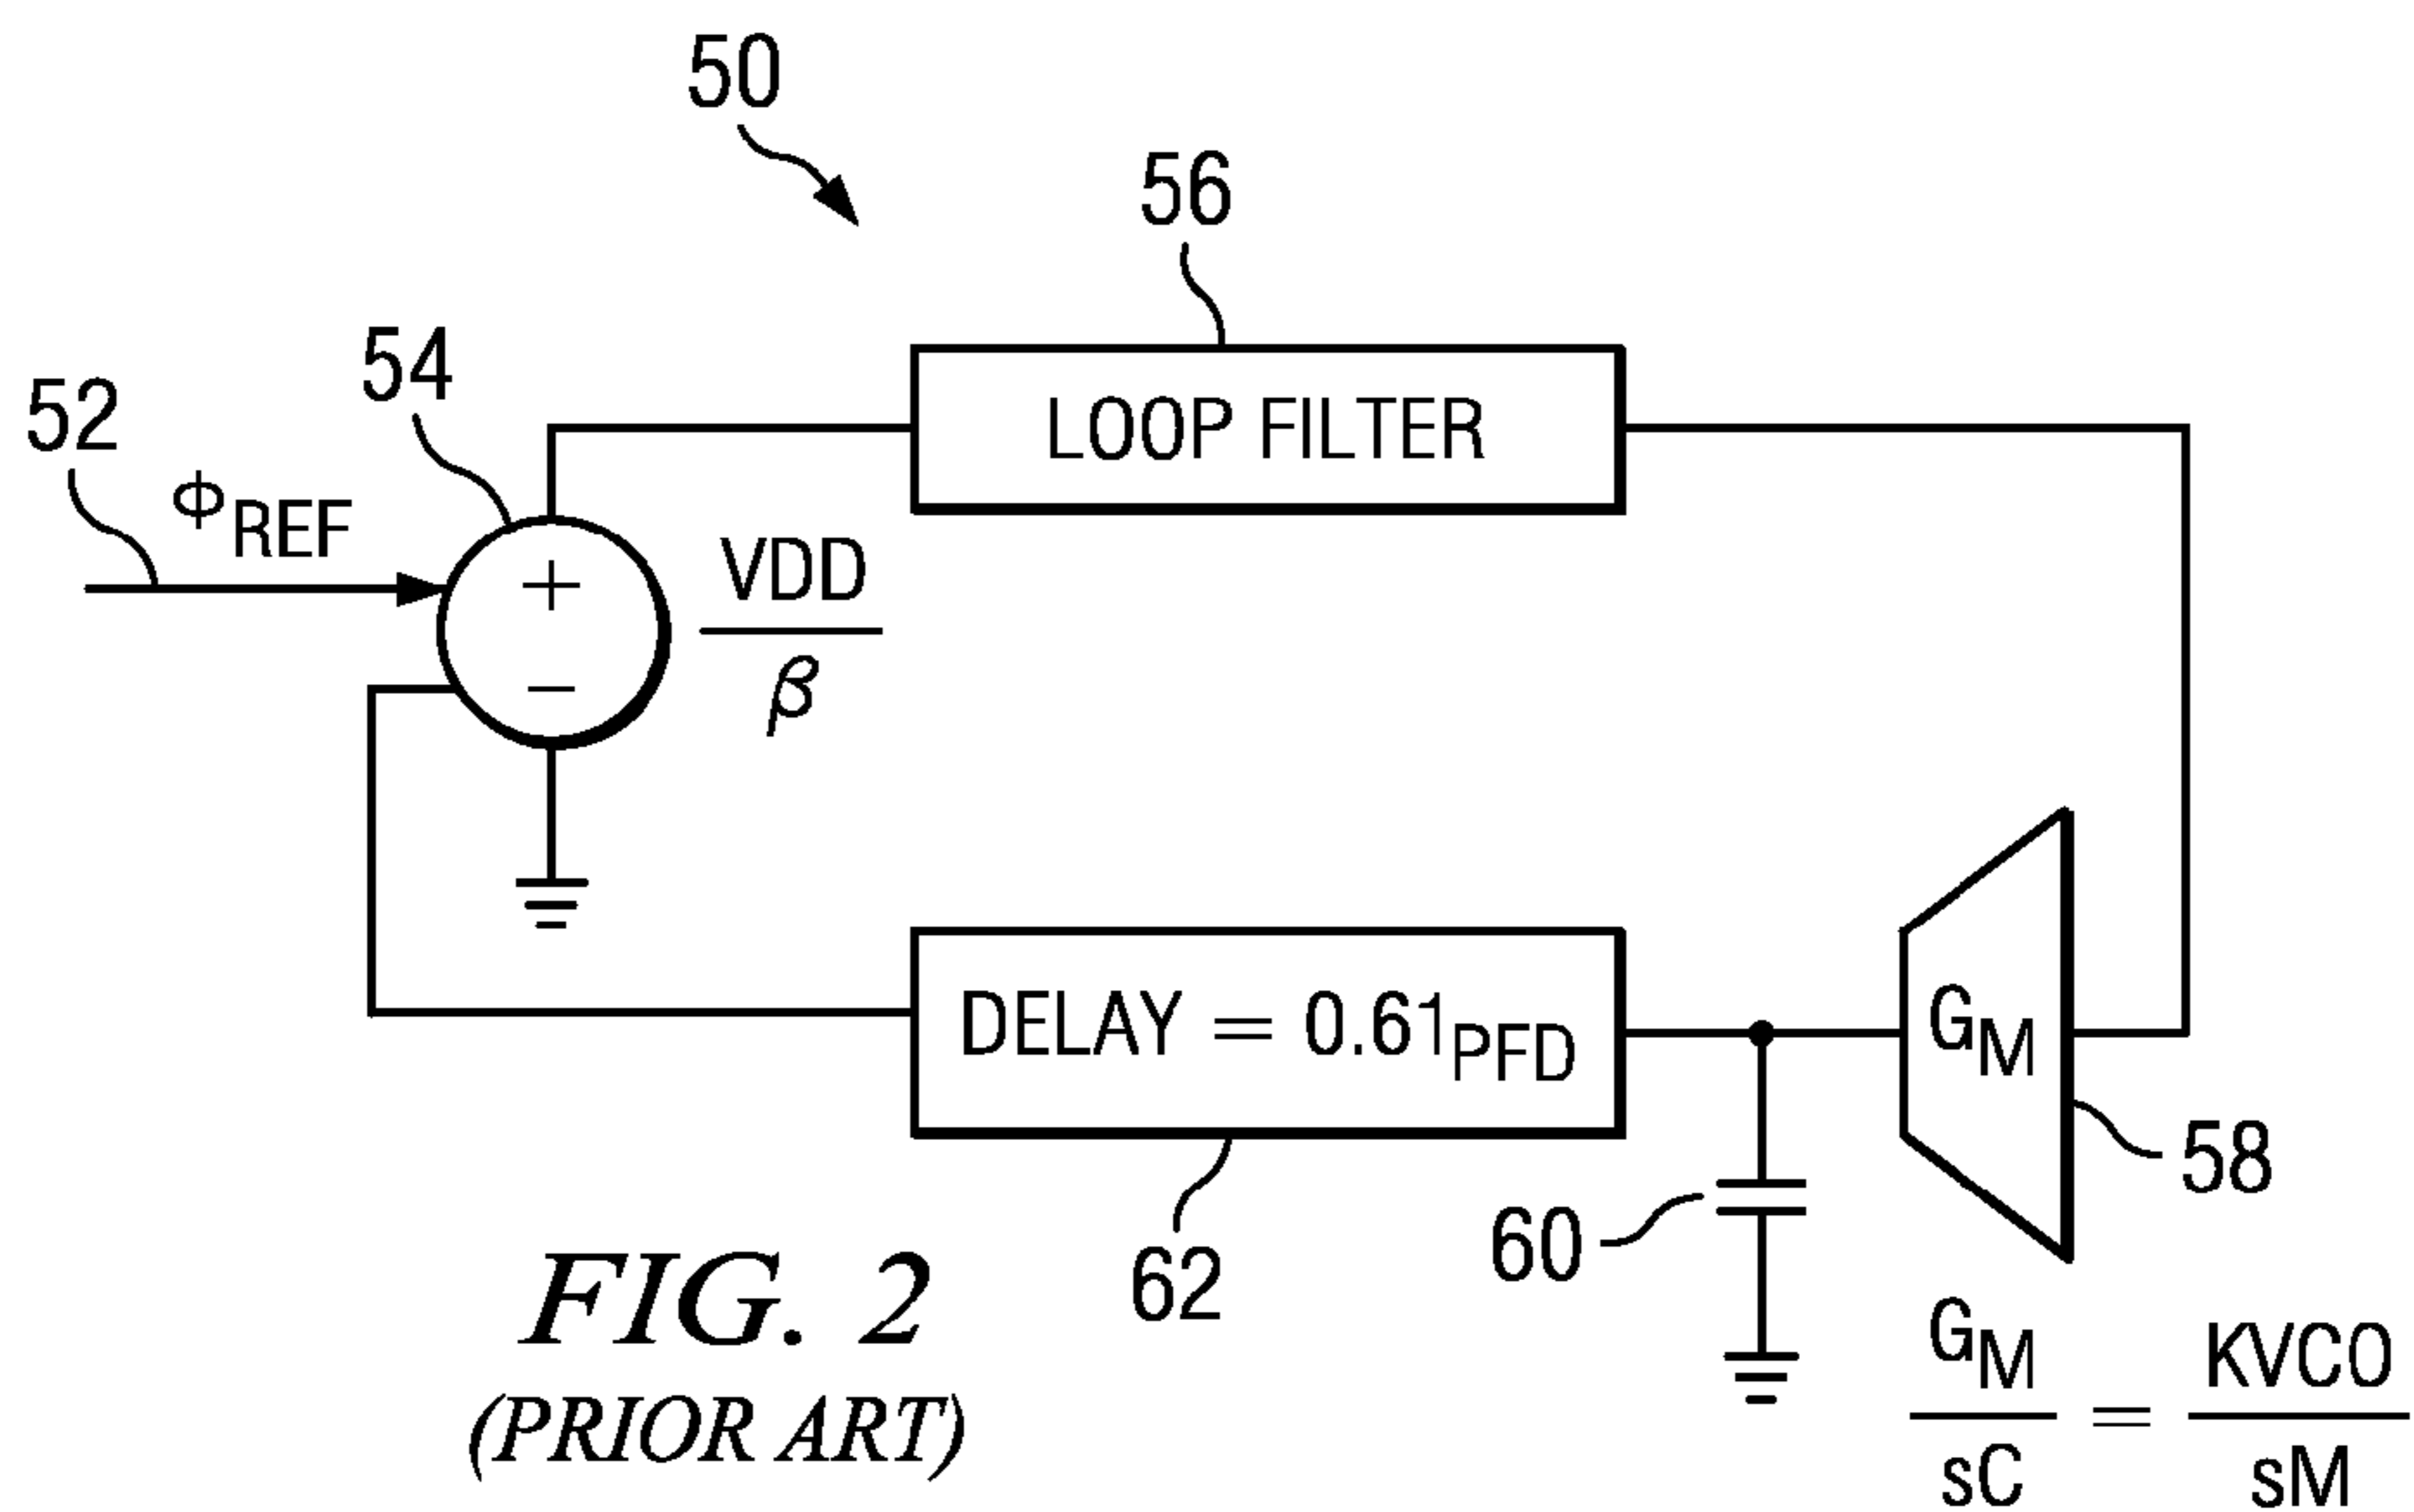 50
56
54
52
ΦREF
LOOP FILTER
+
−
VDD
β
DELAY = 0.61PFD
GM
58
60
62
GM
sC
=
KVCO
sM
FIG. 2
(PRIOR ART)